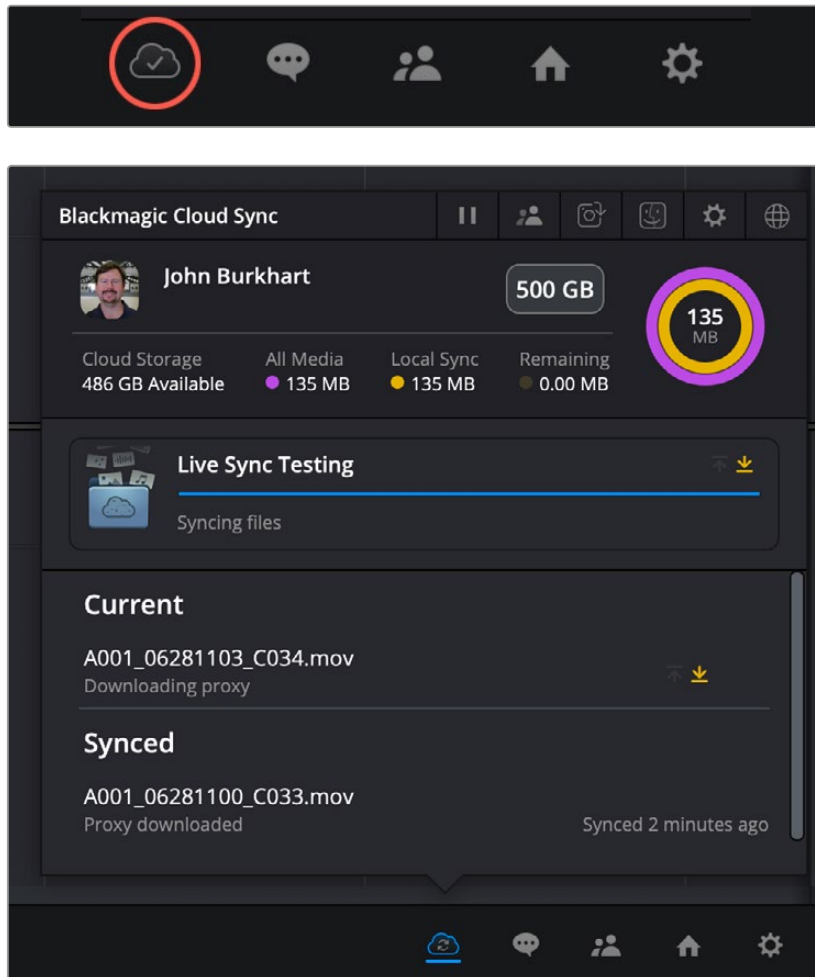 Blackmagic Cloud Sync
John Burkhart
500 GB
135
MB
Cloud Storage All Media Local Sync Remaining
486 GB Available 135 MB 135 MB 0.00 MB
Live Sync Testing
Syncing files
Current
A001_06281103_C034.mov
Downloading proxy
Synced
A001_06281100_C033.mov
Proxy downloaded Synced 2 minutes ago